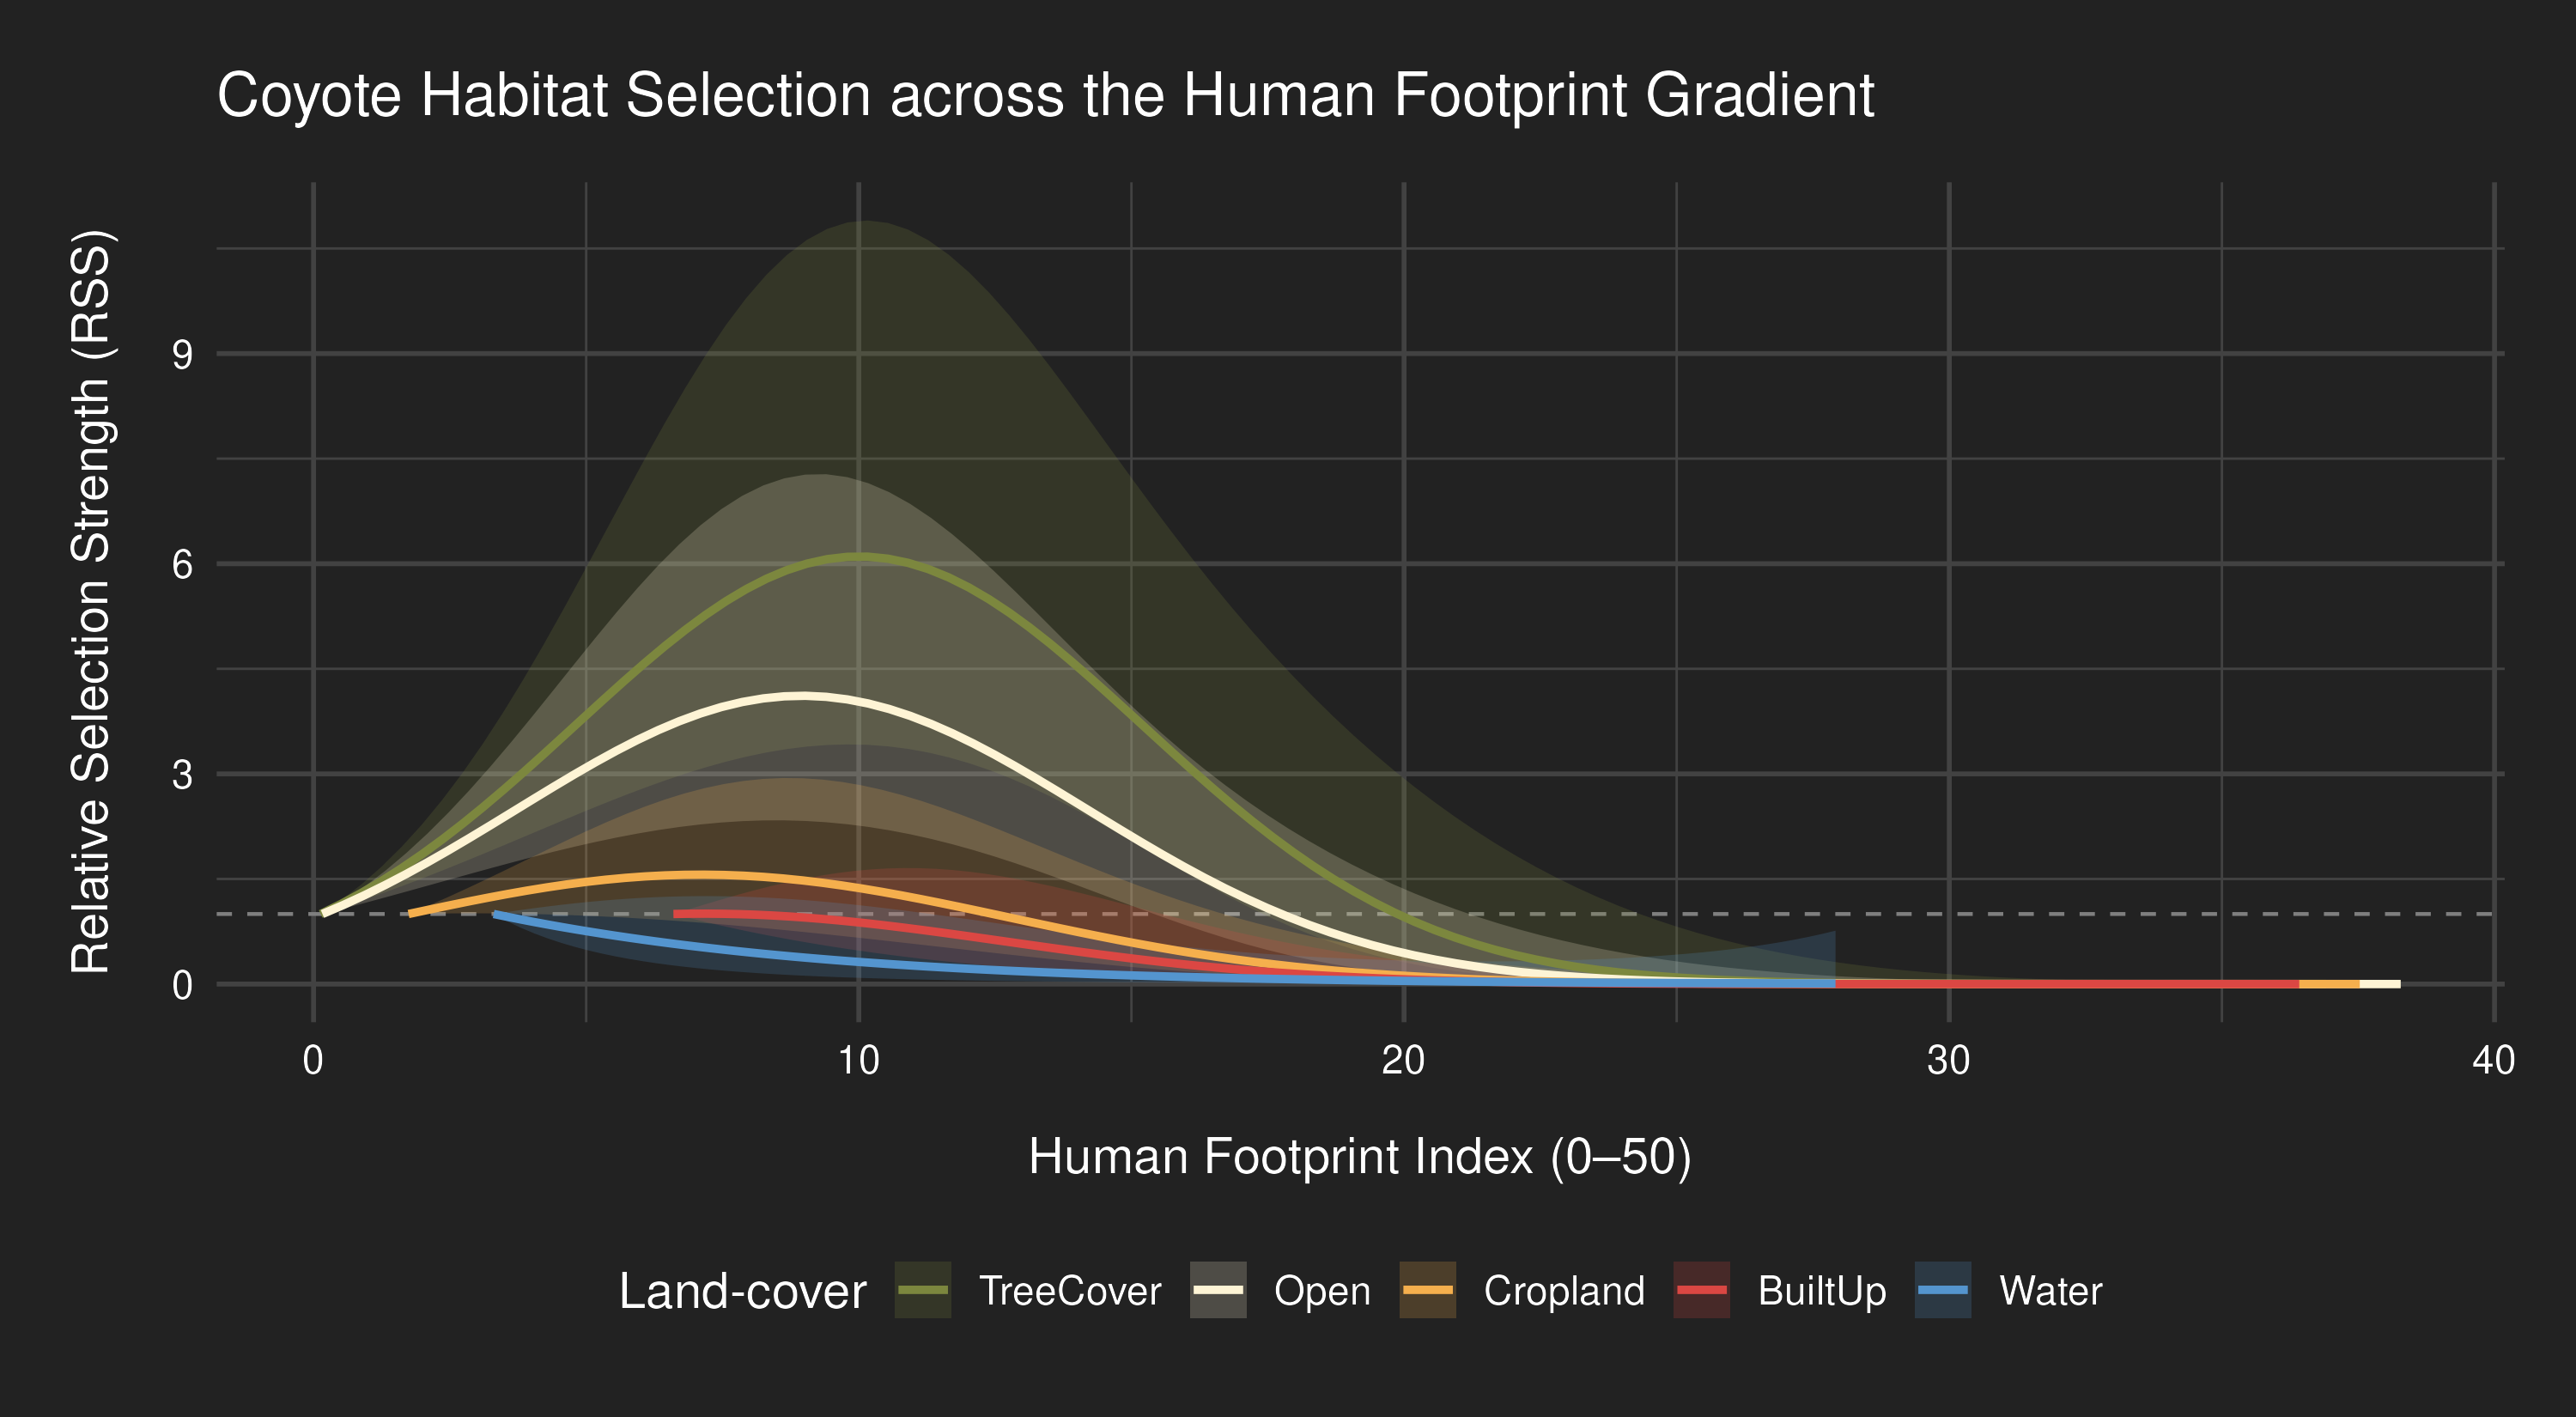 Coyote Habitat Selection across the Human Footprint Gradient
Relative Selection Strength (RSS)
9
6
3
0
0 10 20 30 40
Human Footprint Index (0–50)
Land-cover TreeCover Open Cropland BuiltUp Water